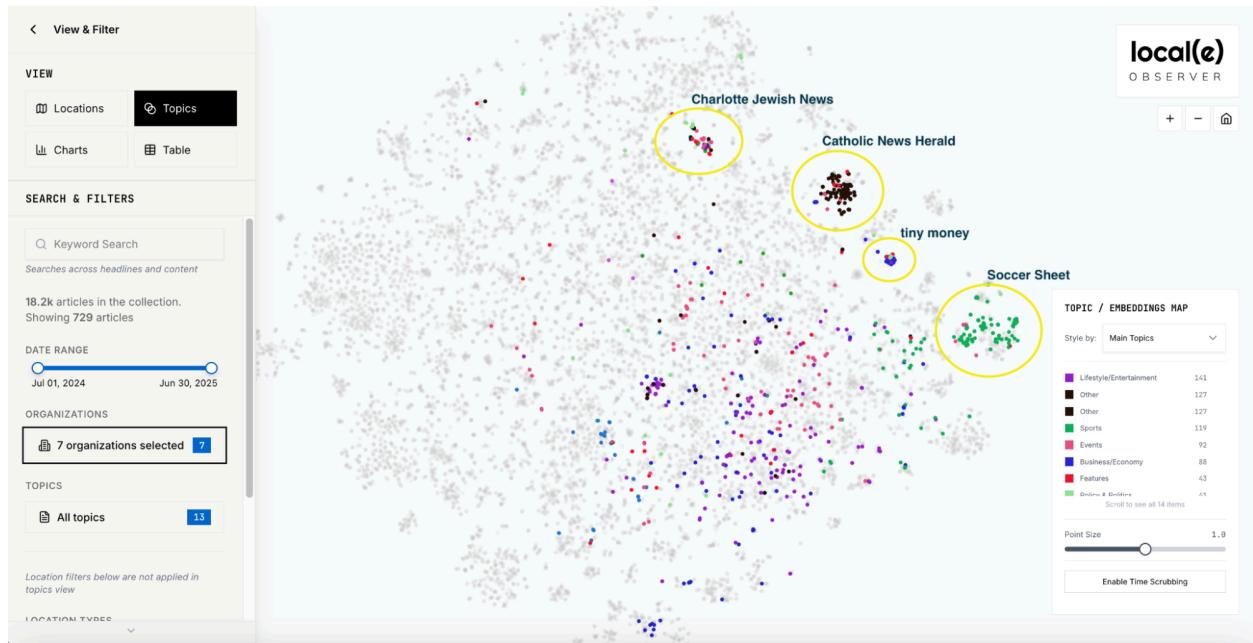 View & Filter
VIEW
Locations
Topics
Charts
Table
SEARCH & FILTERS
Keyword Search
Searches across headlines and content
18.2k articles in the collection.
Showing 729 articles
DATE RANGE
Jul 01, 2024
Jun 30, 2025
ORGANIZATIONS
7 organizations selected 7
TOPICS
All topics 13
Location filters below are not applied in
topics view
LOCATION TYPES
Charlotte Jewish News
Catholic News Herald
tiny money
Soccer Sheet
local(e)
OBSERVER
TOPIC / EMBEDDINGS MAP
Style by: Main Topics
Lifestyle/Entertainment 141
Other 127
Other 127
Sports 119
Events 92
Business/Economy 88
Features 43
Policy & Politics 41
Scroll to see all 14 items
Point Size 1.0
Enable Time Scrubbing